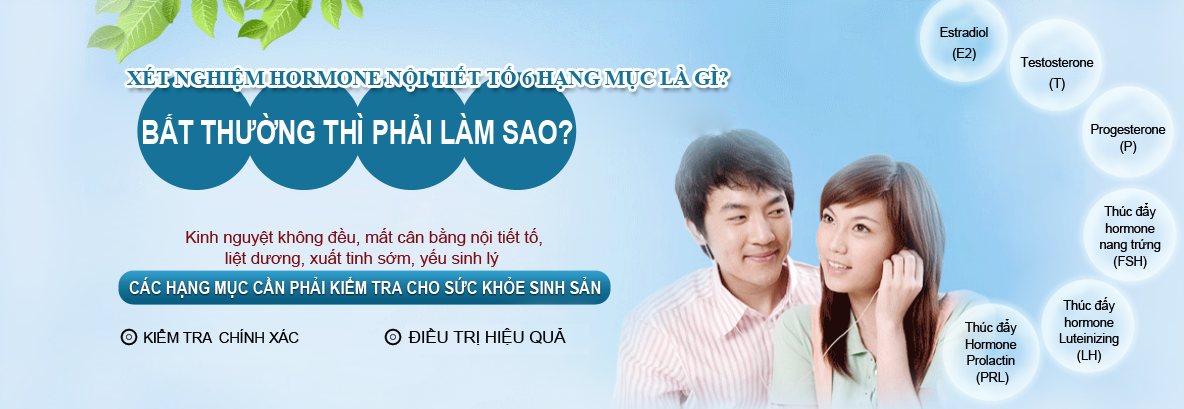 XÉT NGHIỆM HORMONE NỘI TIẾT TỐ 6 HẠNG MỤC LÀ GÌ?
BẤT THƯỜNG THÌ PHẢI LÀM SAO?
Kinh nguyệt không đều, mất cân bằng nội tiết tố,
liệt dương, xuất tinh sớm, yếu sinh lý
CÁC HẠNG MỤC CẦN PHẢI KIỂM TRA CHO SỨC KHỎE SINH SẢN
KIỂM TRA CHÍNH XÁC
ĐIỀU TRỊ HIỆU QUẢ
Estradiol
(E2)
Testosterone
(T)
Progesterone
(P)
Thúc đẩy
hormone
nang trứng
(FSH)
Thúc đẩy
hormone
Luteinizing
(LH)
Thúc đẩy
Hormone
Prolactin
(PRL)